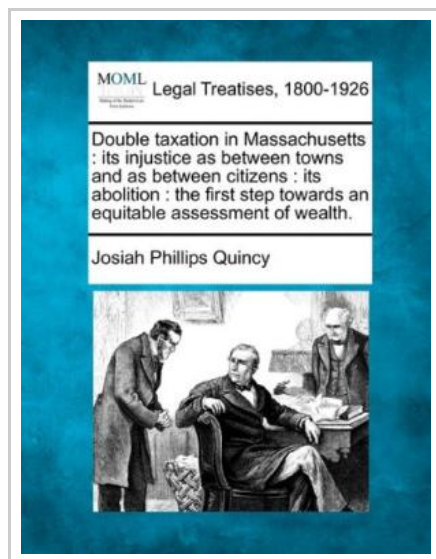 MOML
Legal Treatises, 1800-1926
Double taxation in Massachusetts
: its injustice as between towns
and as between citizens : its
abolition : the first step towards an
equitable assessment of wealth.
Josiah Phillips Quincy